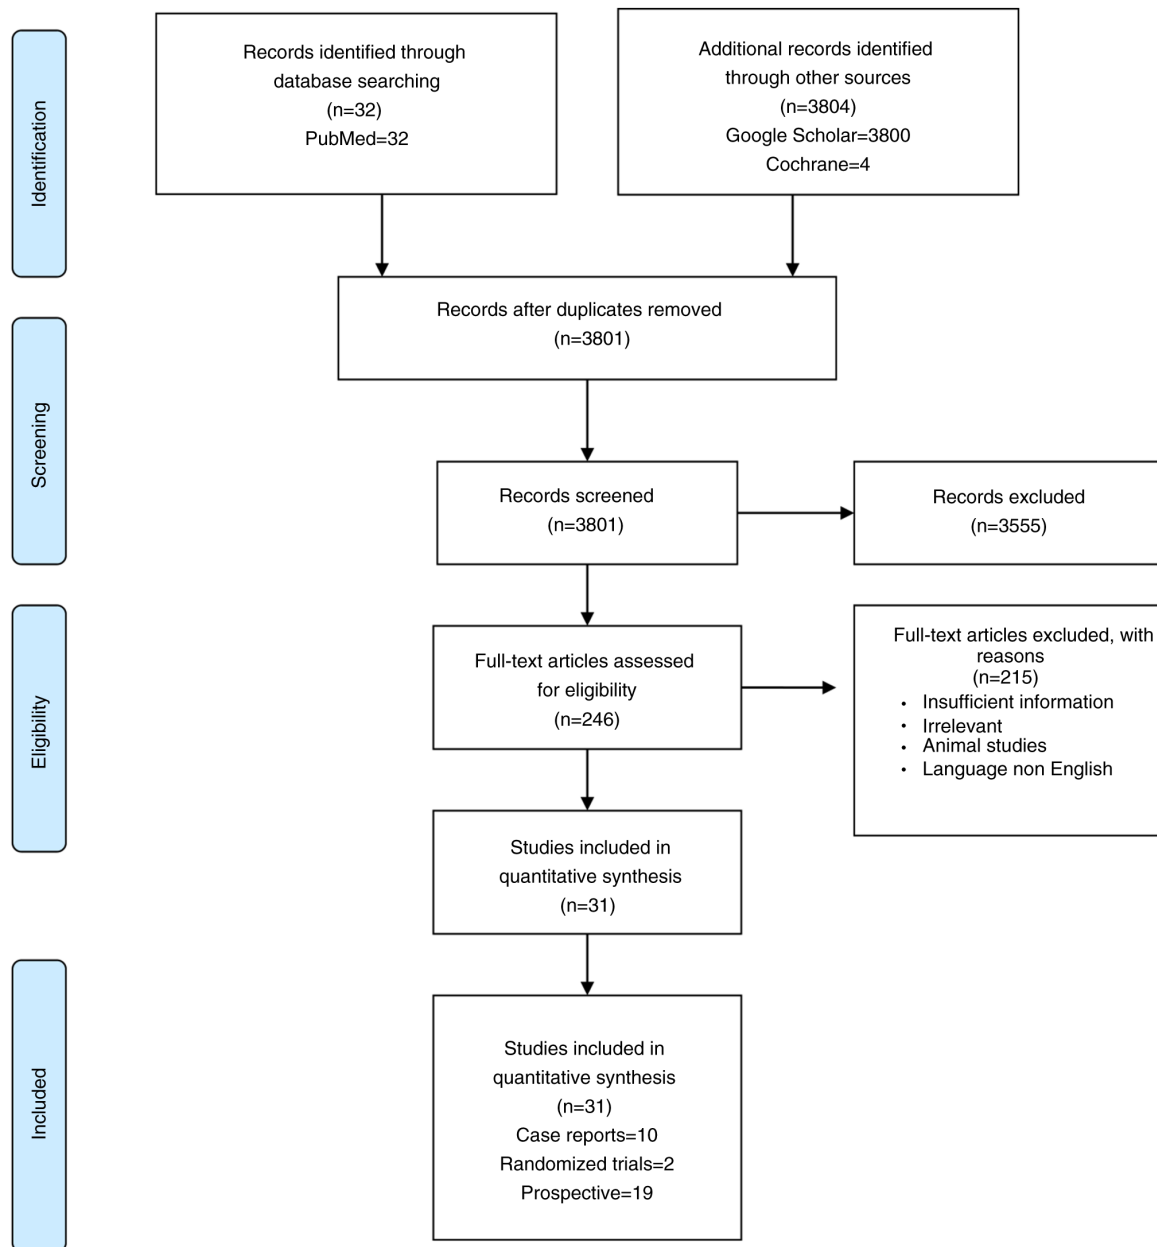 Identification
Records identified through
database searching
(n=32)
PubMed=32
Additional records identified
through other sources
(n=3804)
Google Scholar=3800
Cochrane=4
Records after duplicates removed
(n=3801)
Screening
Records screened
(n=3801)
Records excluded
(n=3555)
Eligibility
Full-text articles assessed
for eligibility
(n=246)
Full-text articles excluded, with
reasons
(n=215)
• Insufficient information
• Irrelevant
• Animal studies
• Language non English
Studies included in
quantitative synthesis
(n=31)
Included
Studies included in
quantitative synthesis
(n=31)
Case reports=10
Randomized trials=2
Prospective=19